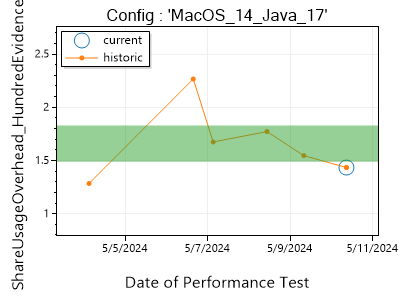 Config : 'MacOS_14_Java_17'
current
historic
ShareUsageOverhead_HundredEvidence
2.5
2
1.5
1
5/5/2024
5/7/2024
5/9/2024
5/11/2024
Date of Performance Test